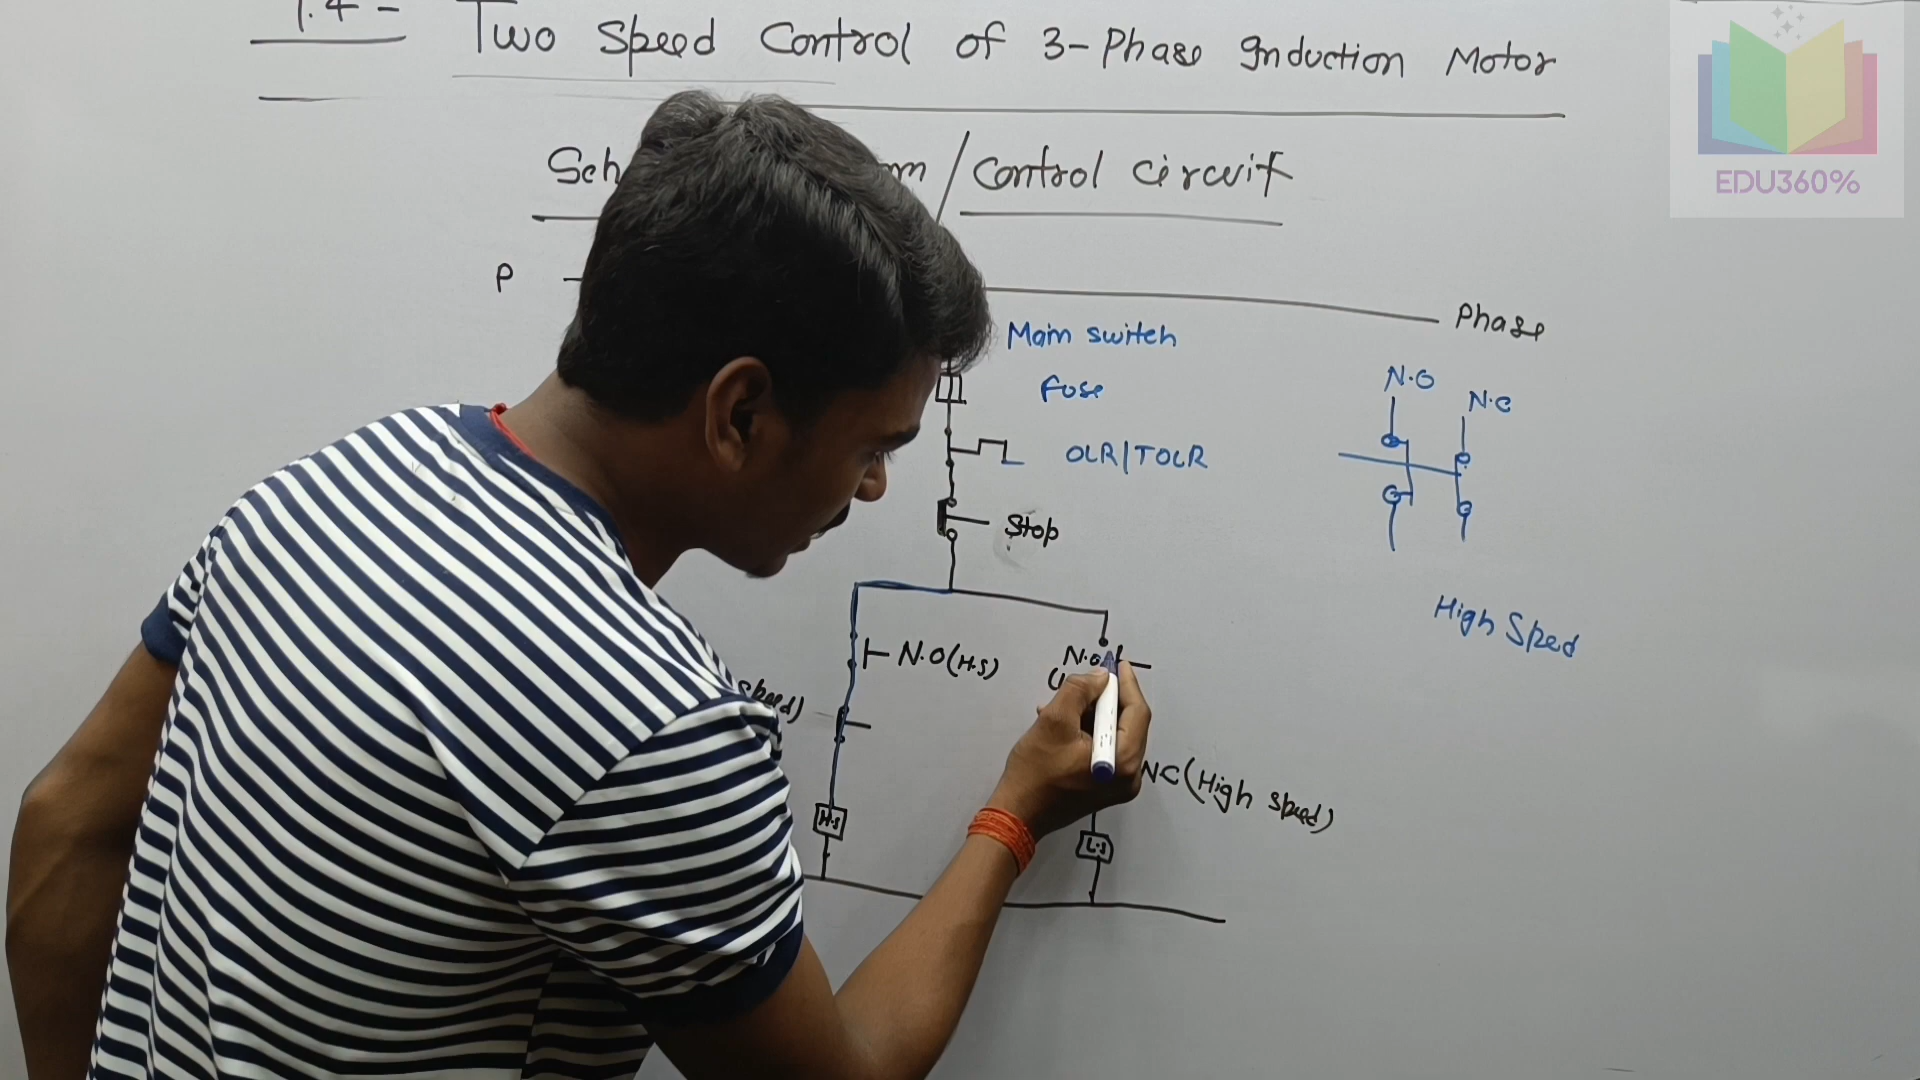 1.4 - Two Speed Control of 3-Phase Induction Motor
Sch / Control Circuit
P
Phase
Main switch
fuse
OLR/TOLR
Stop
N.O
N.C
High Speed
N.O (H.S)
N.O
speed)
NC (High speed)
H.S
L.S
EDU360%